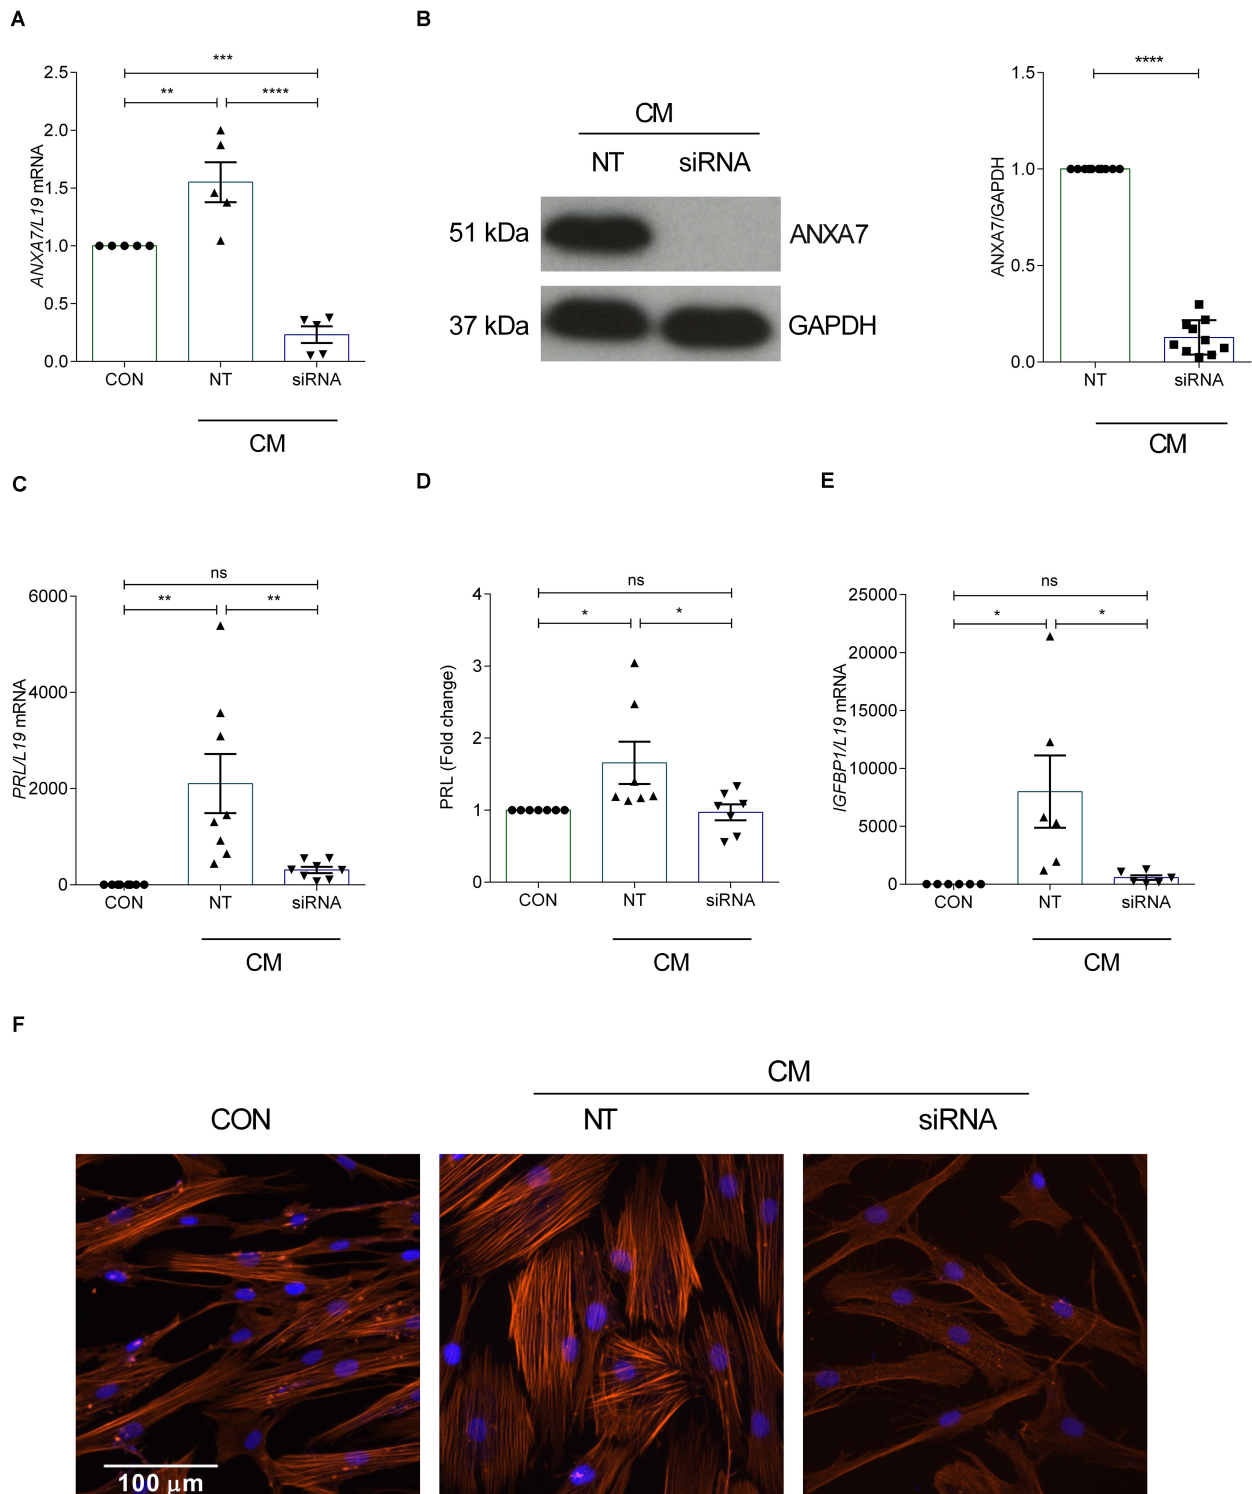 A
***
**
****
2.5
2.0
1.5
1.0
0.5
0.0
ANXA7/L19 mRNA
CON
NT
siRNA
CM
B
CM
NT
siRNA
51 kDa
ANXA7
37 kDa
GAPDH
****
1.5
1.0
0.5
0.0
ANXA7/GAPDH
NT
siRNA
CM
C
ns
**
**
6000
4000
2000
0
PRL/L19 mRNA
CON
NT
siRNA
CM
D
ns
*
*
4
3
2
1
0
PRL (Fold change)
CON
NT
siRNA
CM
E
ns
*
*
25000
20000
15000
10000
5000
0
IGFBP1/L19 mRNA
CON
NT
siRNA
CM
F
CM
CON
NT
siRNA
100 μm